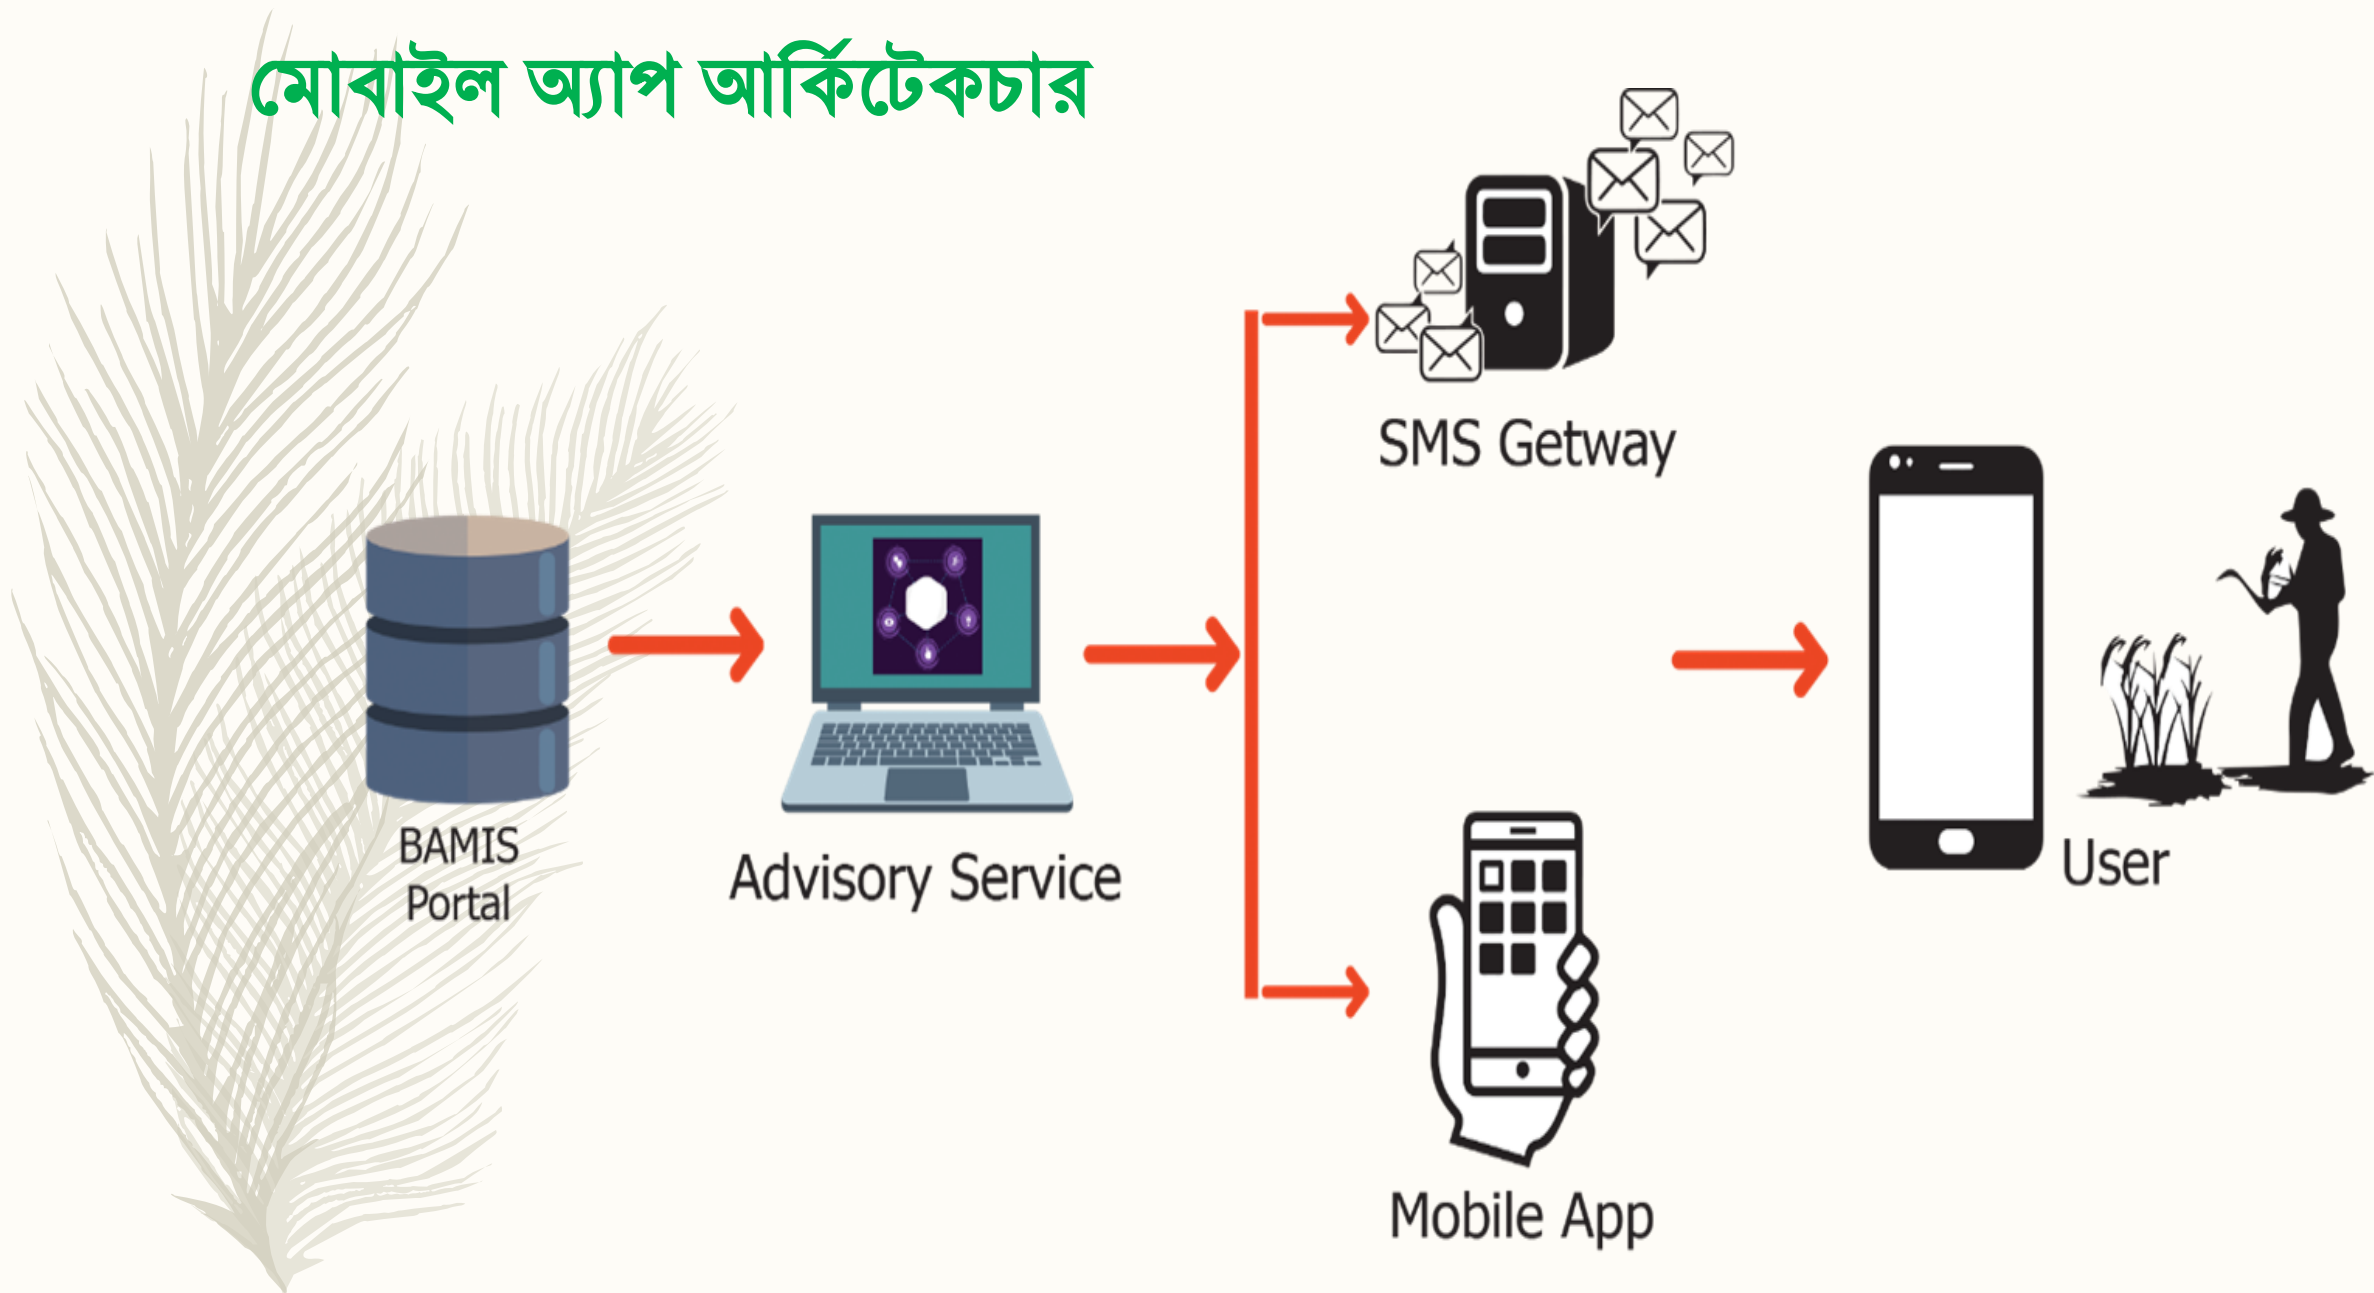 মোবাইল অ্যাপ আর্কিটেকচার
SMS Getway
BAMIS
Portal
Advisory Service
User
Mobile App